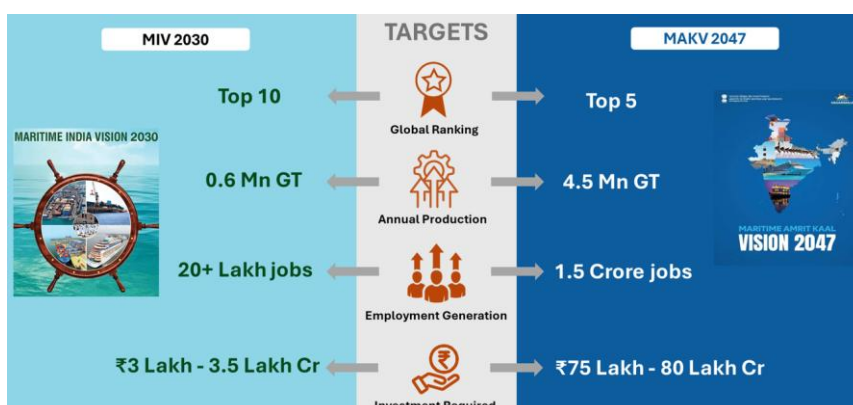 MIV 2030
TARGETS
MAKV 2047
Top 10
Global Ranking
Top 5
MARITIME INDIA VISION 2030
0.6 Mn GT
Annual Production
4.5 Mn GT
MARITIME AMRIT KAAL
VISION 2047
20+ Lakh jobs
Employment Generation
1.5 Crore jobs
₹3 Lakh - 3.5 Lakh Cr
Investment Required
₹75 Lakh - 80 Lakh Cr